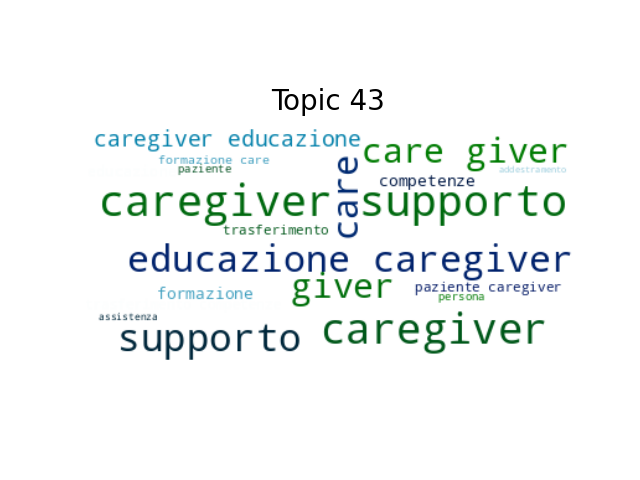 Topic 43
caregiver educazione
care giver
formazione care
paziente
addestramento
care
competenze
caregiver supporto
trasferimento
educazione caregiver
giver
paziente caregiver
formazione
persona
assistenza
supporto
caregiver